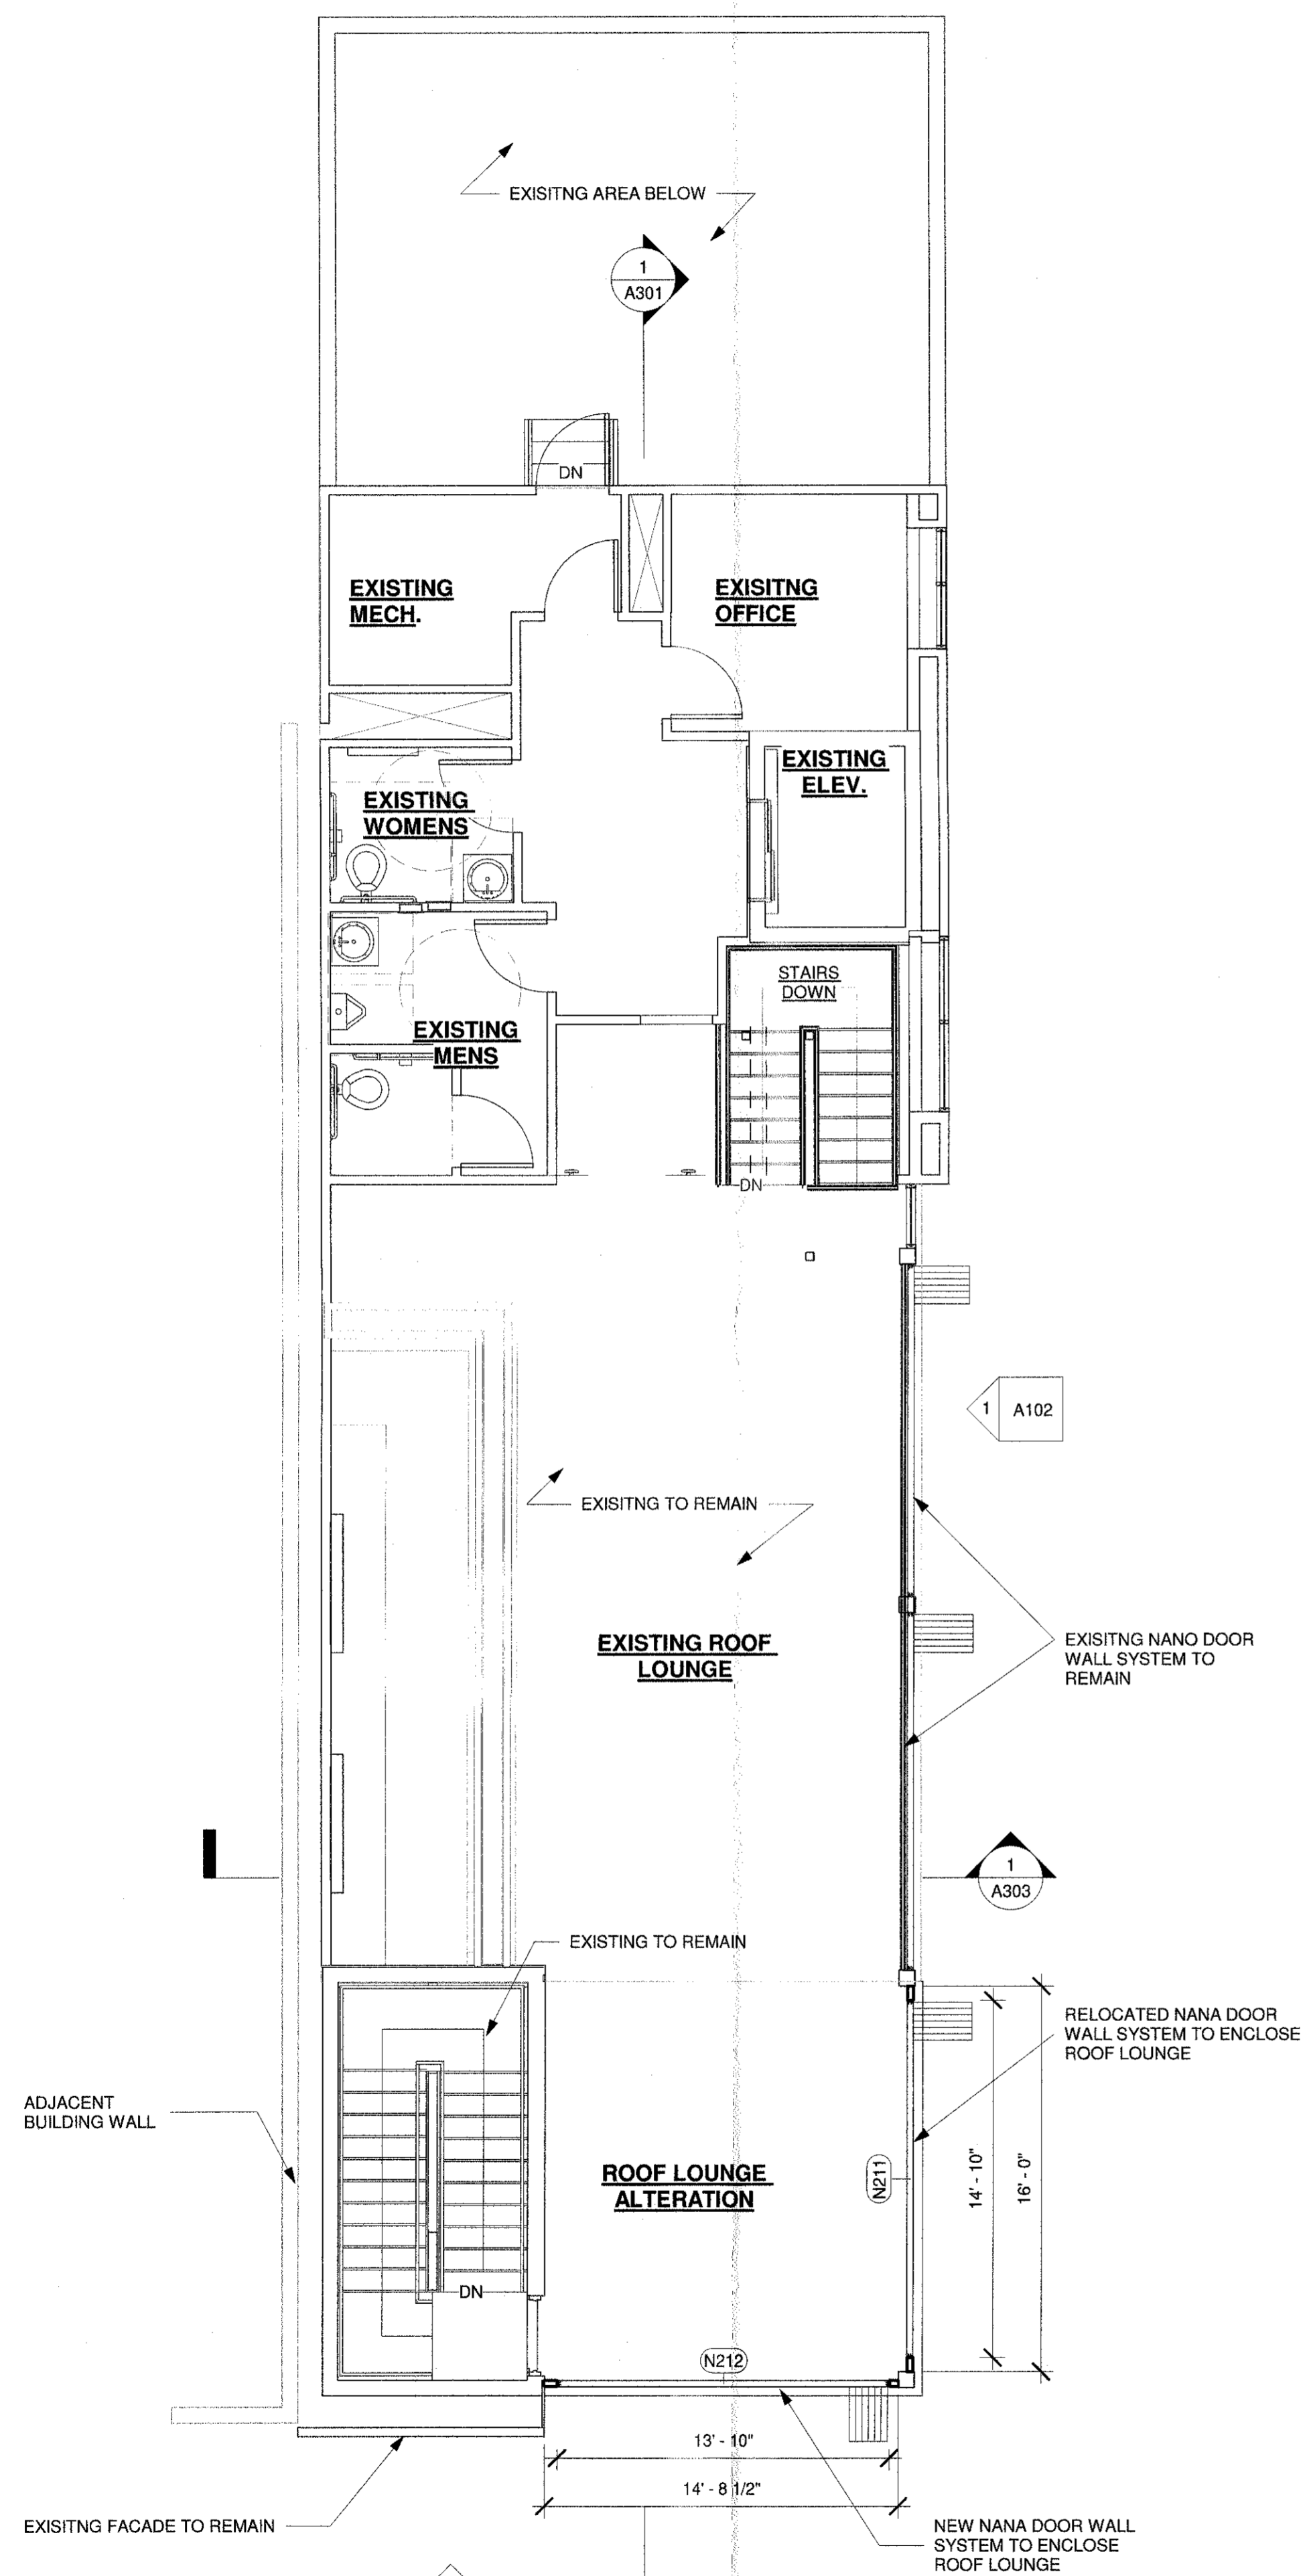 EXISITNG AREA BELOW
1
A301
DN
EXISTING
MECH.
EXISITNG
OFFICE
EXISTING
ELEV.
EXISTING
WOMENS
STAIRS
DOWN
EXISTING
MENS
DN
1
A102
EXISITNG TO REMAIN
EXISTING ROOF
LOUNGE
EXISITNG NANO DOOR
WALL SYSTEM TO
REMAIN
1
A303
EXISTING TO REMAIN
RELOCATED NANA DOOR
WALL SYSTEM TO ENCLOSE
ROOF LOUNGE
ADJACENT
BUILDING WALL
ROOF LOUNGE
ALTERATION
N211
14' - 10"
16' - 0"
DN
N212
13' - 10"
14' - 8 1/2"
EXISITNG FACADE TO REMAIN
NEW NANA DOOR WALL
SYSTEM TO ENCLOSE
ROOF LOUNGE